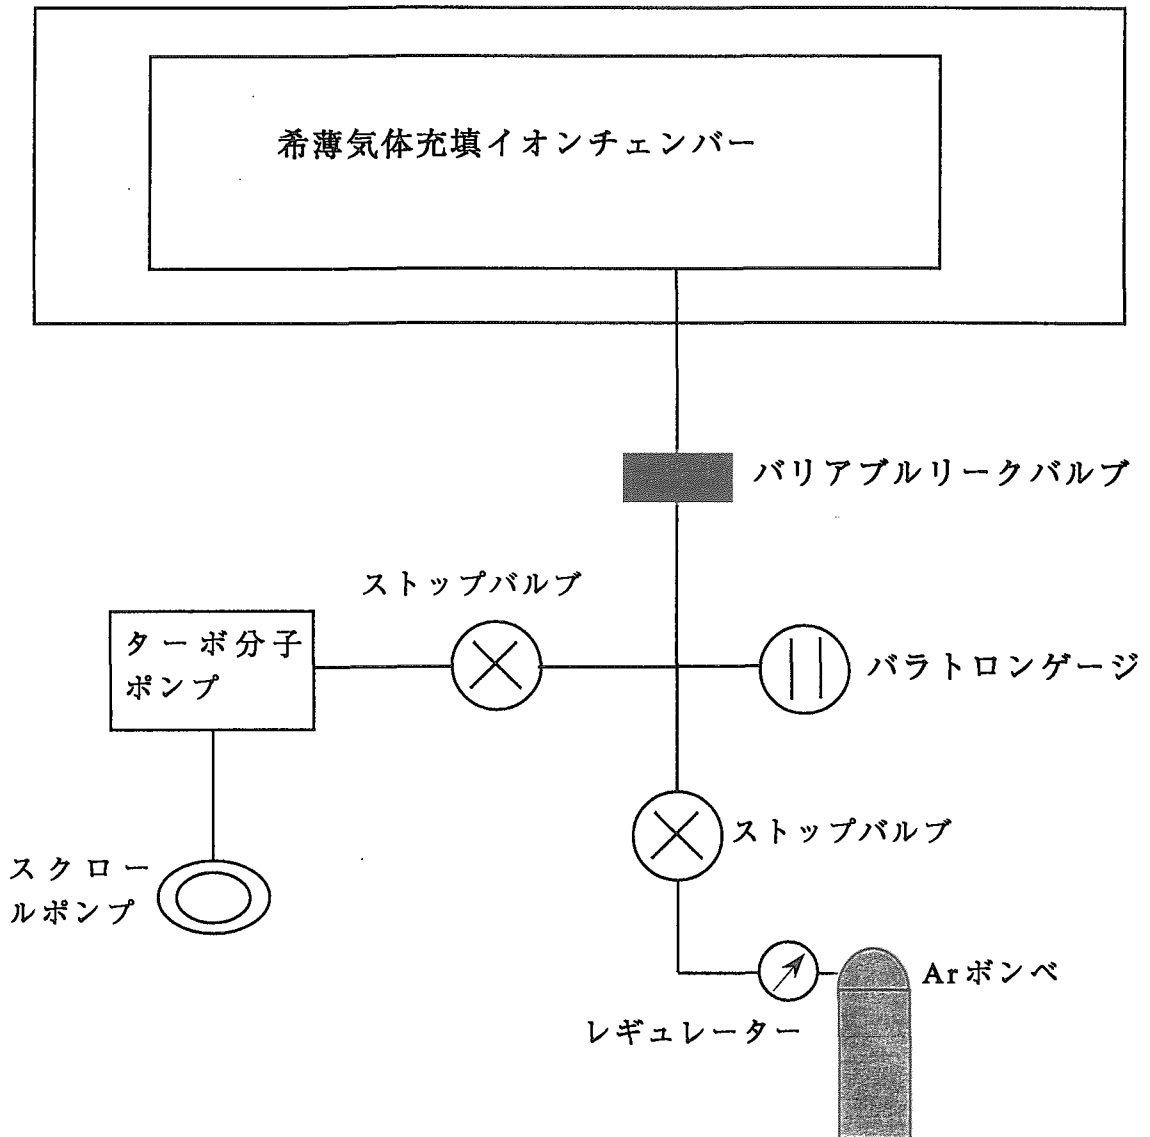 希薄気体充填イオンチェンバー
バリアブルリークバルブ
ストップバルブ
ターボ分子
ポンプ
バラトロンゲージ
ストップバルブ
スクロー
ルポンプ
Arボンベ
レギュレーター